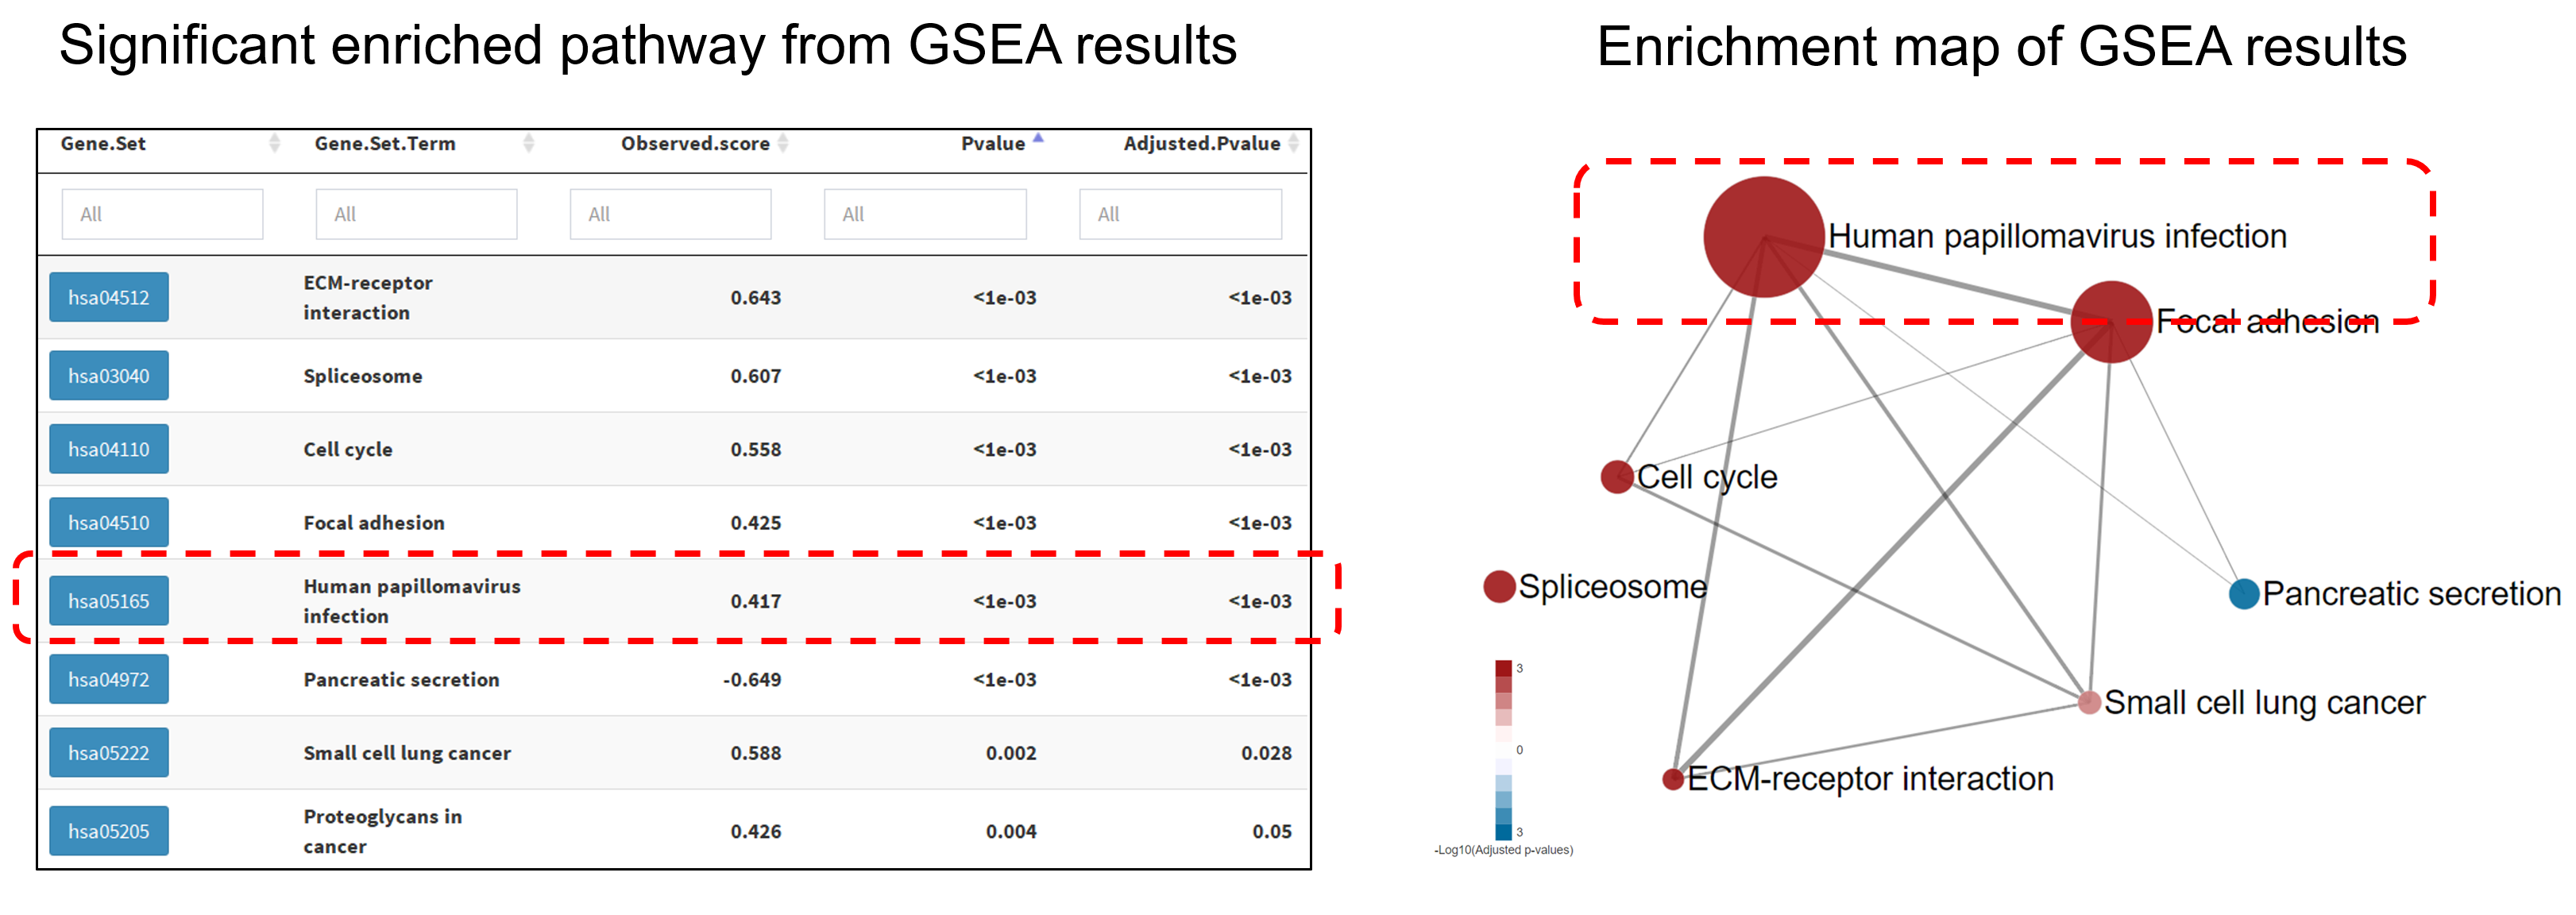 Significant enriched pathway from GSEA results
Gene.Set Gene.Set.Term Observed.score Pvalue Adjusted.Pvalue
All All All All All
hsa04512 ECM-receptor interaction 0.643 <1e-03 <1e-03
hsa03040 Spliceosome 0.607 <1e-03 <1e-03
hsa04110 Cell cycle 0.558 <1e-03 <1e-03
hsa04510 Focal adhesion 0.425 <1e-03 <1e-03
hsa05165 Human papillomavirus infection 0.417 <1e-03 <1e-03
hsa04972 Pancreatic secretion -0.649 <1e-03 <1e-03
hsa05222 Small cell lung cancer 0.588 0.002 0.028
hsa05205 Proteoglycans in cancer 0.426 0.004 0.05
Enrichment map of GSEA results
Human papillomavirus infection
Focal adhesion
Cell cycle
Spliceosome
Pancreatic secretion
Small cell lung cancer
ECM-receptor interaction
3
0
3
-Log10(Adjusted p-values)